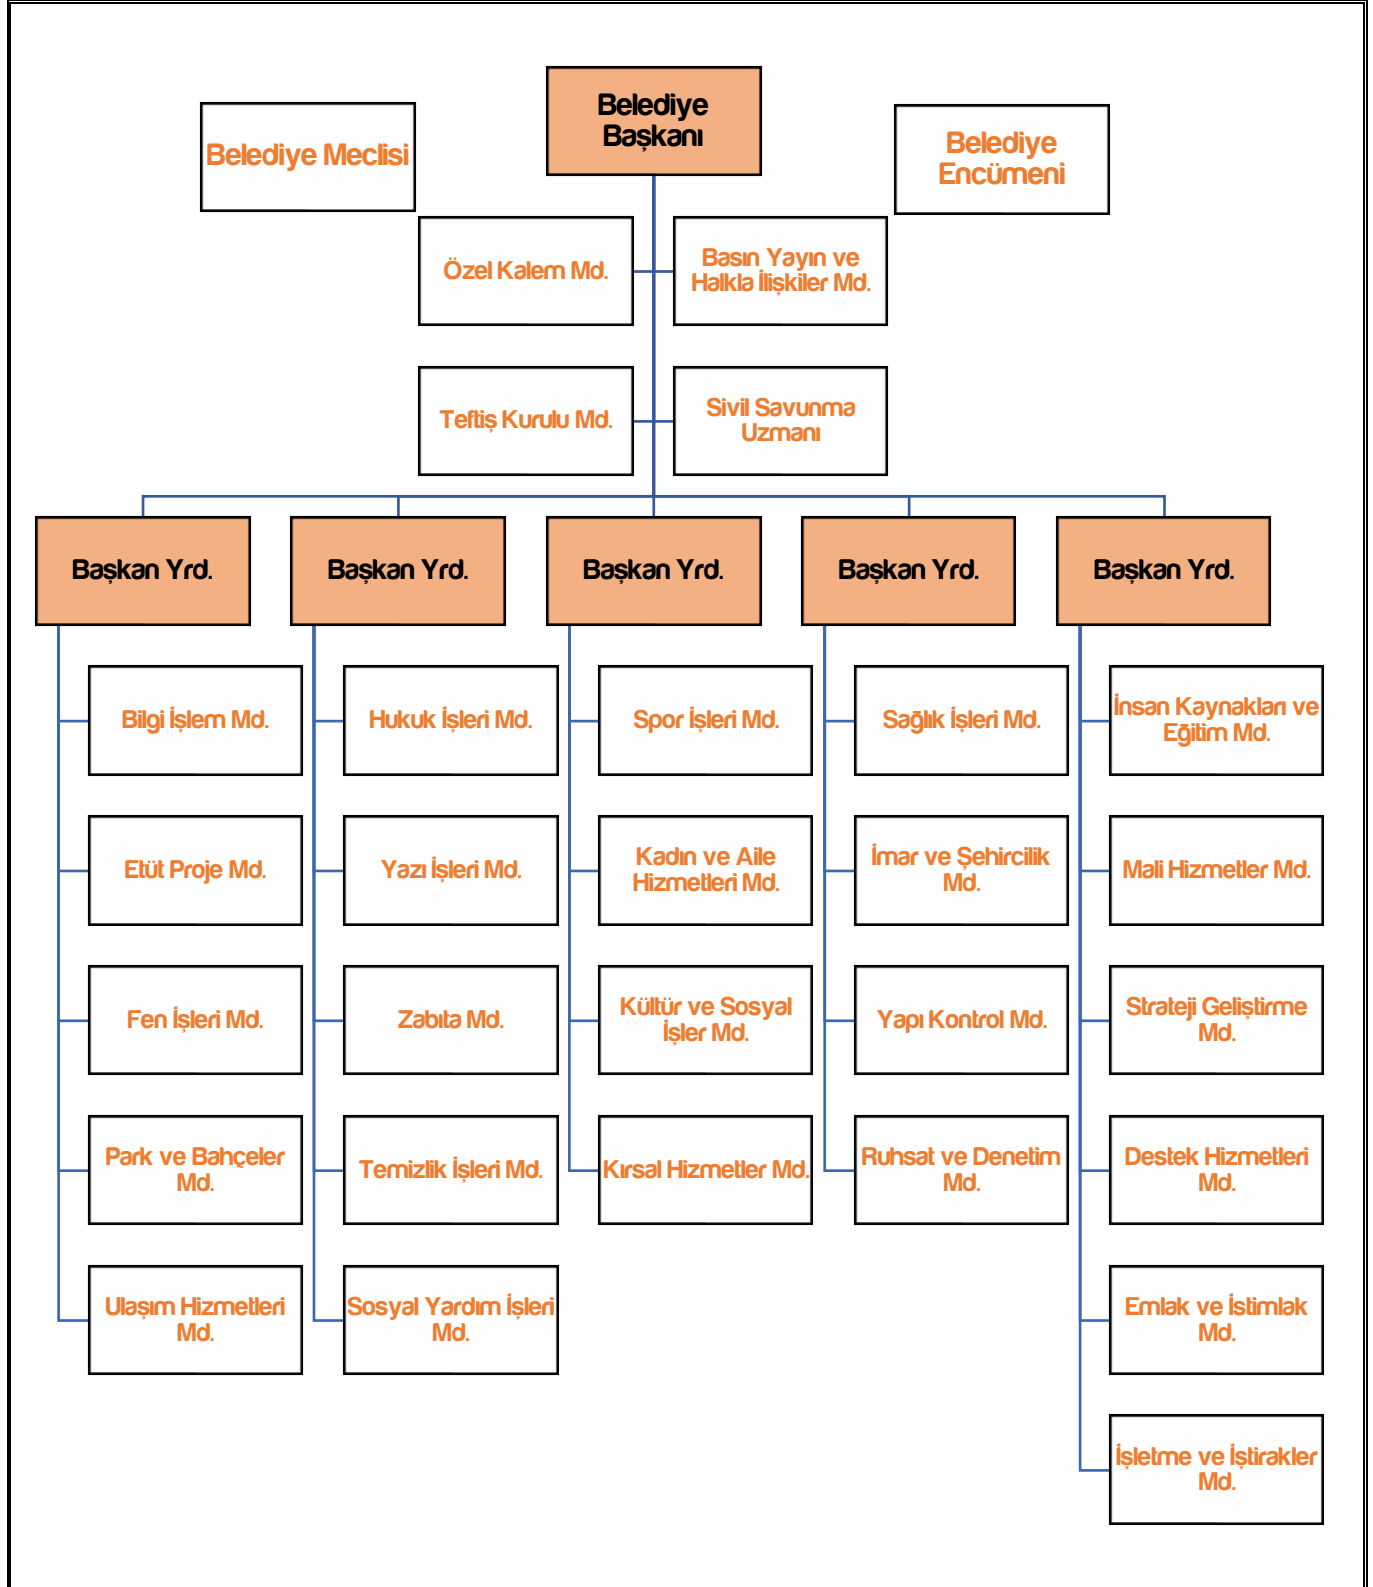 Belediye
Başkanı
Belediye Meclisi
Belediye
Encümeni
Özel Kalem Md.
Basın Yayın ve
Halkla İlişkiler Md.
Teftiş Kurulu Md.
Sivil Savunma
Uzmanı
Başkan Yrd.
Başkan Yrd.
Başkan Yrd.
Başkan Yrd.
Başkan Yrd.
Bilgi İşlem Md.
Hukuk İşleri Md.
Spor İşleri Md.
Sağlık İşleri Md.
İnsan Kaynakları ve
Eğitim Md.
Etüt Proje Md.
Yazı İşleri Md.
Kadın ve Aile
Hizmetleri Md.
İmar ve Şehircilik
Md.
Mali Hizmetler Md.
Fen İşleri Md.
Zabıta Md.
Kültür ve Sosyal
İşler Md.
Yapı Kontrol Md.
Strateji Geliştirme
Md.
Park ve Bahçeler
Md.
Temizlik İşleri Md.
Kırsal Hizmetler Md.
Ruhsat ve Denetim
Md.
Destek Hizmetleri
Md.
Ulaşım Hizmetleri
Md.
Sosyal Yardım İşleri
Md.
Emlak ve İstimlak
Md.
İşletme ve İştirakler
Md.